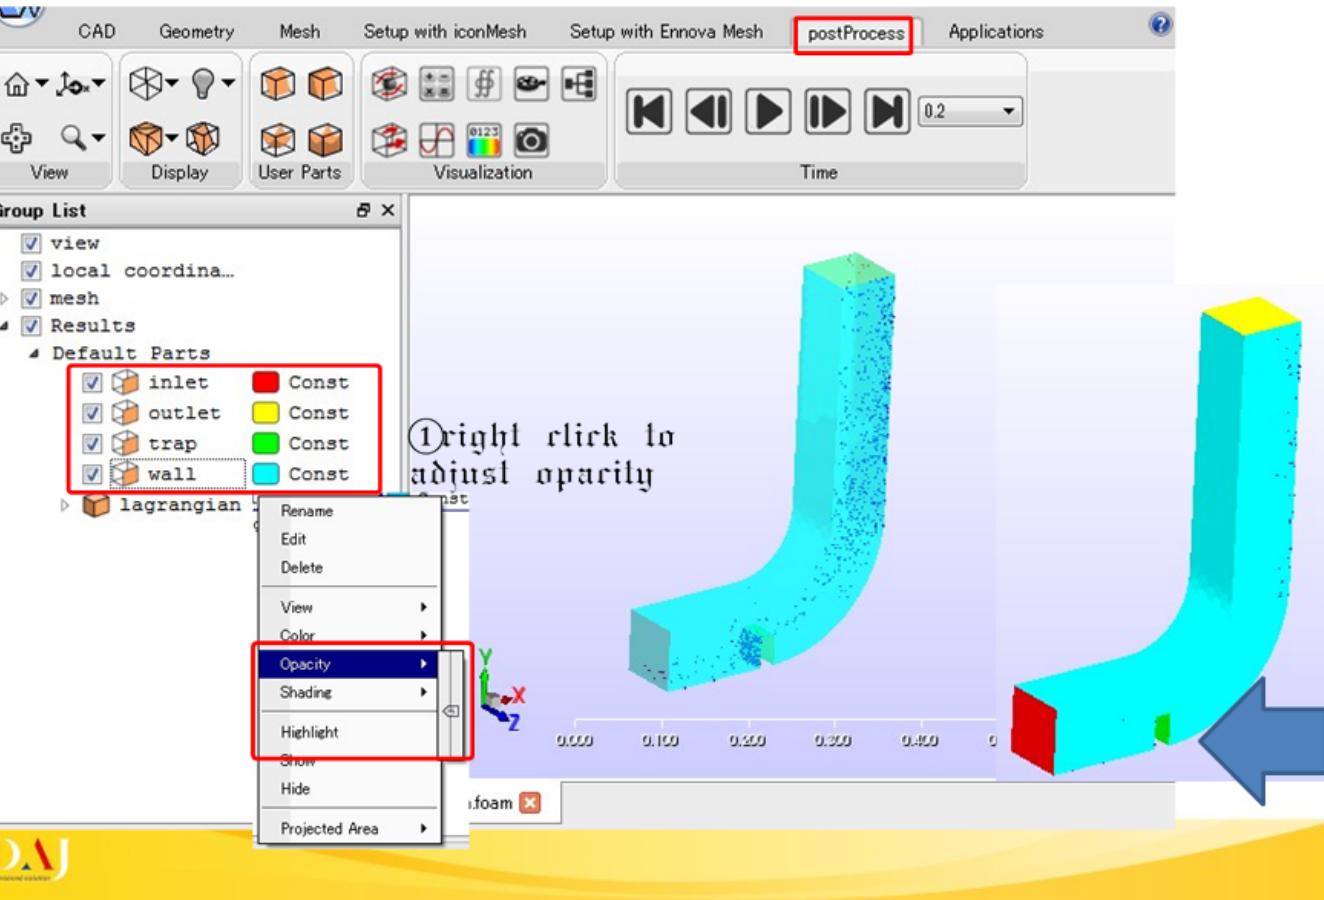 CAD Geometry Mesh Setup with iconMesh Setup with Ennova Mesh postProcess Applications
0.2
0123
View Display User Parts Visualization Time
Group List
view
local coordina…
mesh
Results
Default Parts
inlet Const
outlet Const
trap Const
wall Const
lagrangian
①right click to
adjust opacity
Rename
Edit
Delete
View
Color
Opacity
Shading
Highlight
Show
Hide
Projected Area
Y
X
Z
0.000 0.100 0.200 0.300 0.400
.foam